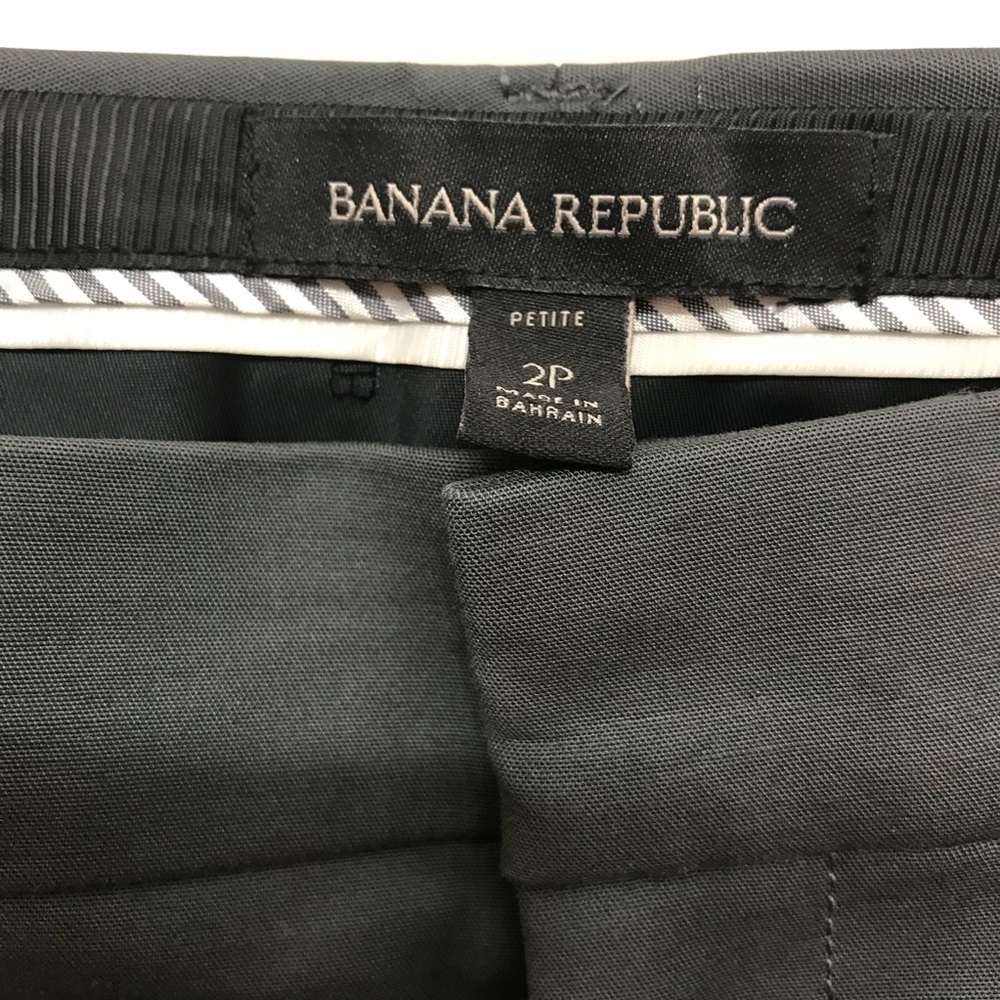 BANANA REPUBLIC
PETITE
2P
MADE IN
BAHRAIN